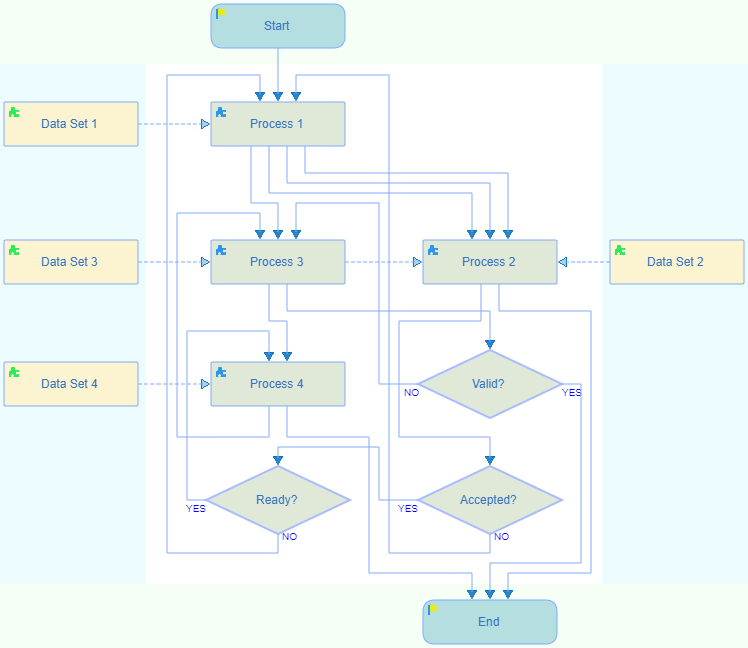 Start
Data Set 1
Process 1
Data Set 3
Process 3
Process 2
Data Set 2
Data Set 4
Process 4
Valid?
NO
YES
Ready?
Accepted?
YES
YES
NO
NO
End